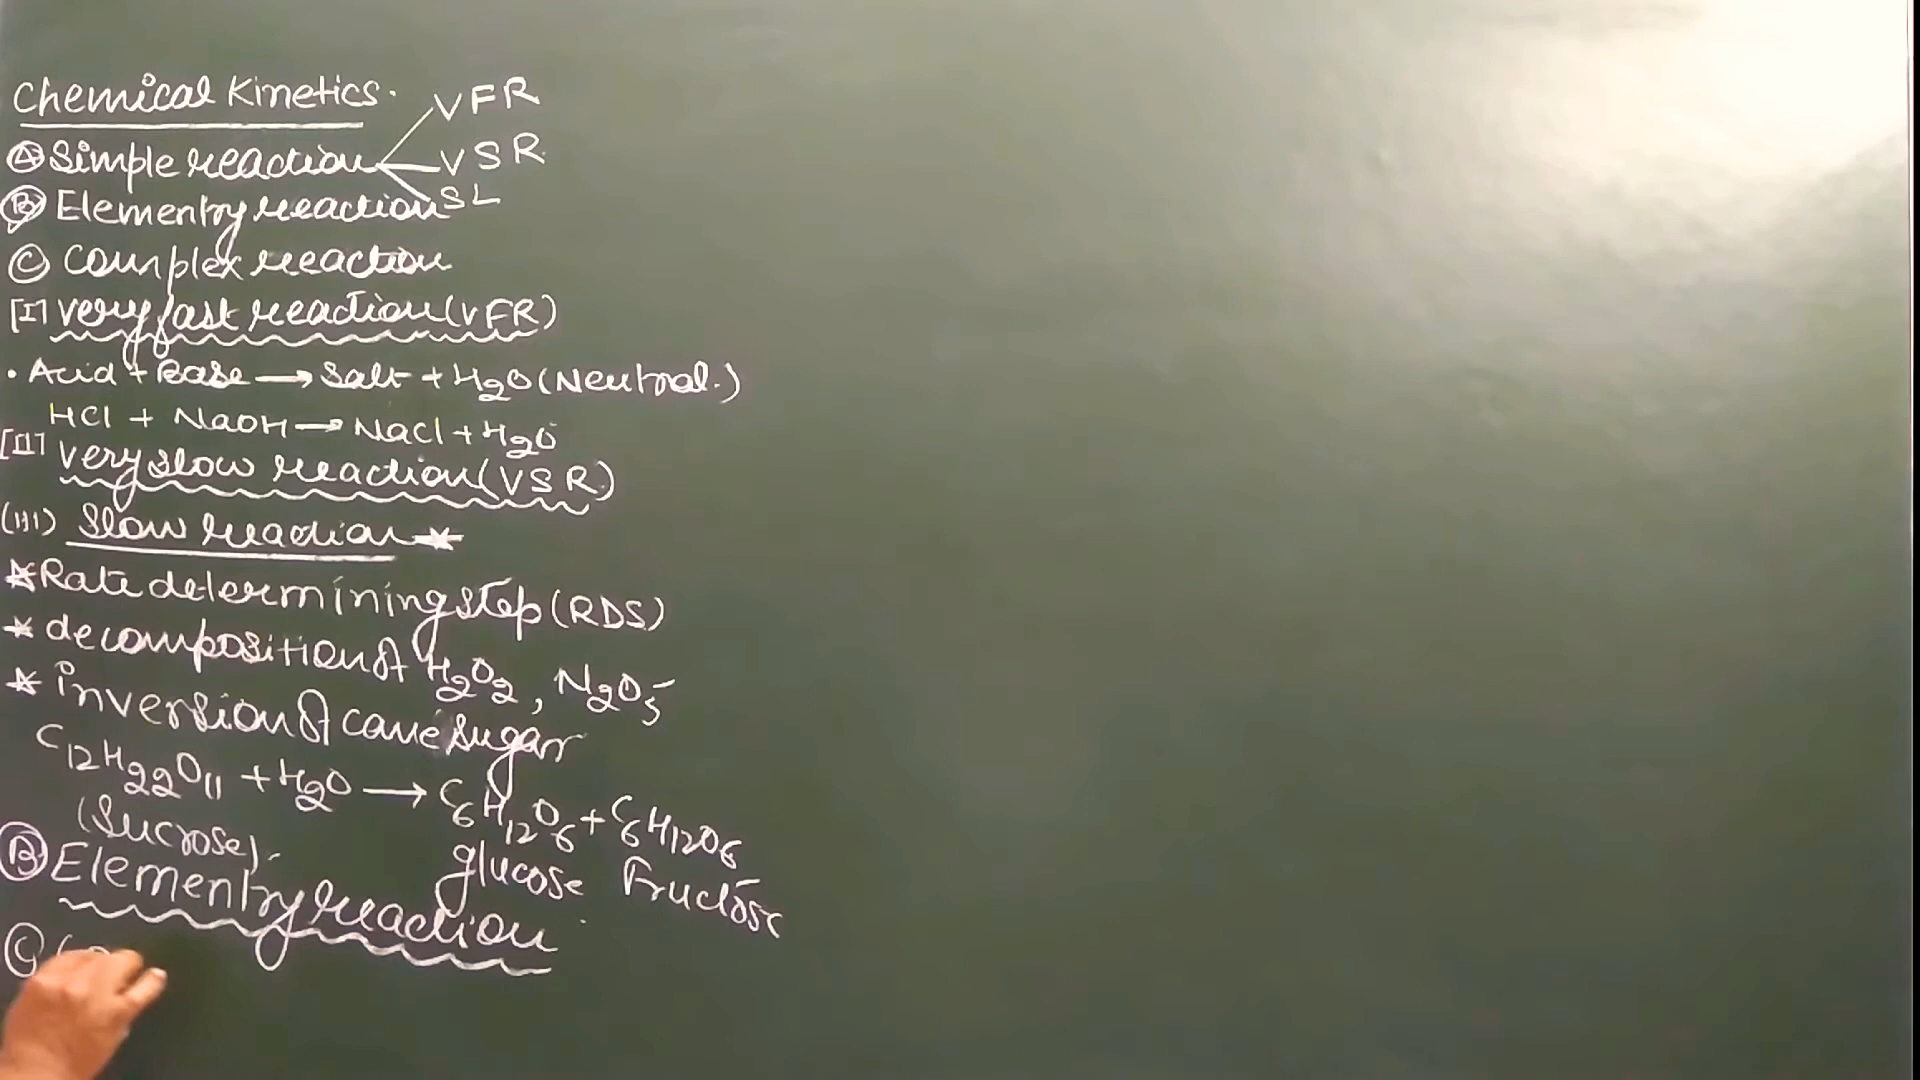 Chemical Kinetics.
VFR
Ⓐ Simple reaction
VSR
SL
Ⓑ Elementry reaction
Ⓒ complex reaction
[I] very fast reaction (VFR)
• Acid + Base → Salt + H₂O (Neutral.)
HCl + NaOH → NaCl + H₂O
[II] very slow reaction (VSR)
(III) Slow reaction ★
★ Rate determining step (RDS)
★ decomposition of H₂O₂, N₂O₅
★ inversion of cane sugar
C₁₂H₂₂O₁₁ + H₂O → C₆H₁₂O₆ + C₆H₁₂O₆
(Sucrose). glucose Fructose
Ⓑ Elementry reaction
Ⓒ